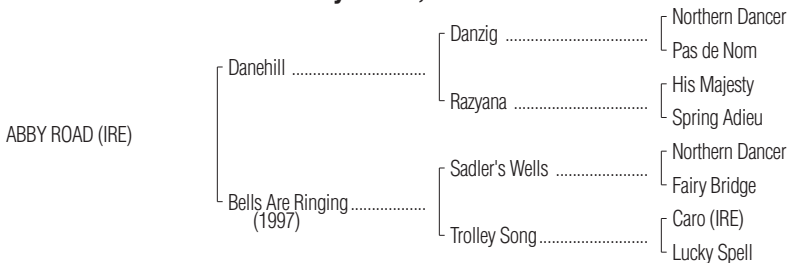 Northern Dancer
Danzig ..................................
Pas de Nom
Danehill ................................
His Majesty
Razyana ................................
Spring Adieu
ABBY ROAD (IRE)
Northern Dancer
Sadler's Wells ......................
Fairy Bridge
Bells Are Ringing ..................
(1997)
Caro (IRE)
Trolley Song ..........................
Lucky Spell